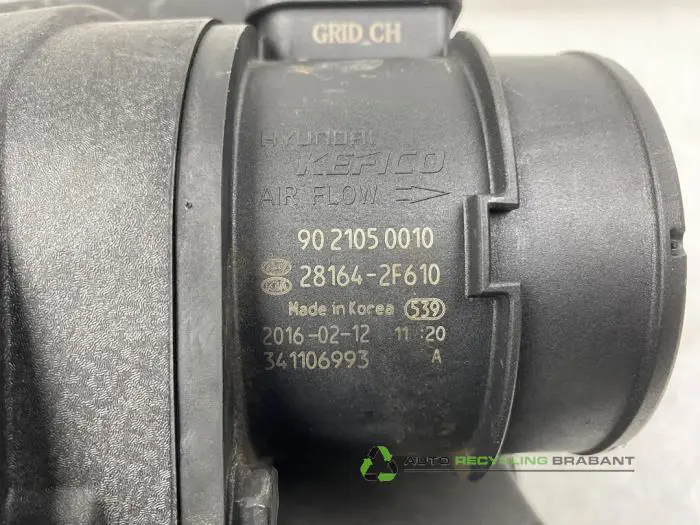 GRID_CH
HYUNDAI
KEFICO
AIR FLOW
90 2105 0010
28164-2F610
KIA
Made in Korea 539
2016-02-12 11:20
341106993 A
AUTO RECYCLING BRABANT